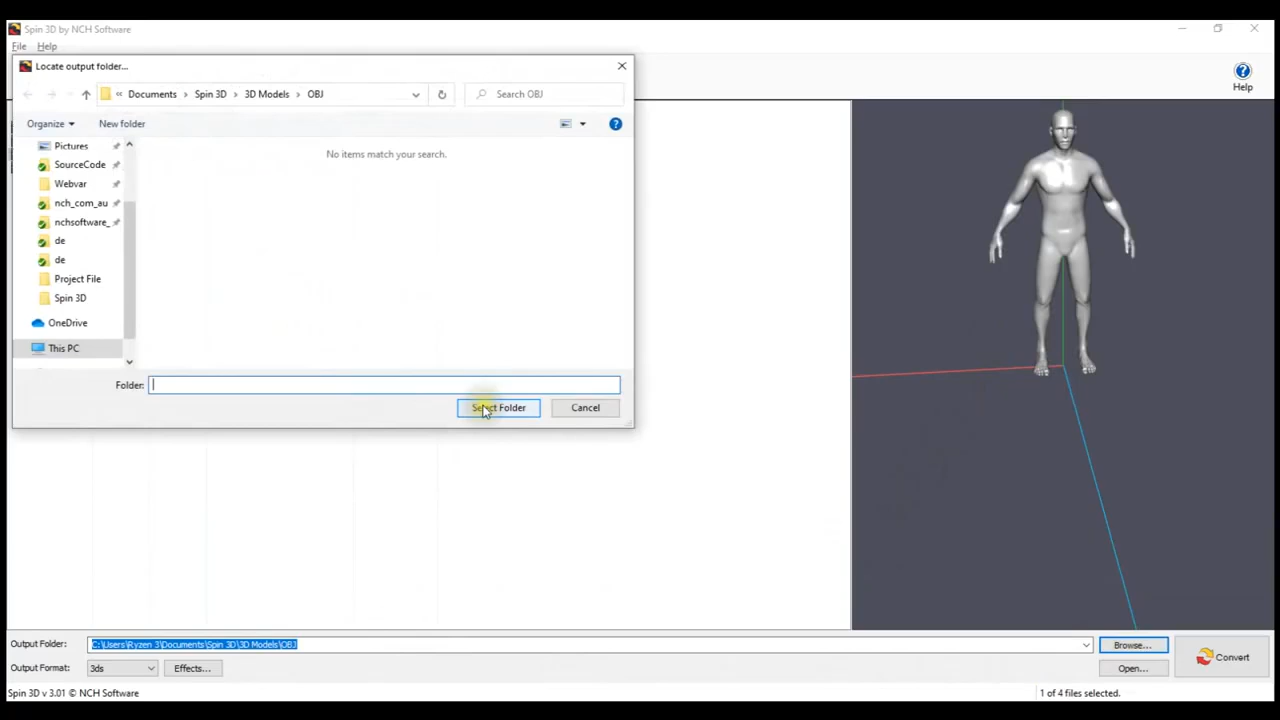 Spin 3D by NCH Software
File Help
Locate output folder...
« Documents › Spin 3D › 3D Models › OBJ
Search OBJ
Help
Organize
New folder
Pictures
No items match your search.
SourceCode
Webvar
nch_com_au
nchsoftware_
de
de
Project File
Spin 3D
OneDrive
This PC
Folder:
Select Folder
Cancel
Output Folder:
C:\Users\Ryzen 3\Documents\Spin 3D\3D Models\OBJ
Browse...
Convert
Output Format:
3ds
Effects...
Open...
Spin 3D v 3.01 © NCH Software
1 of 4 files selected.